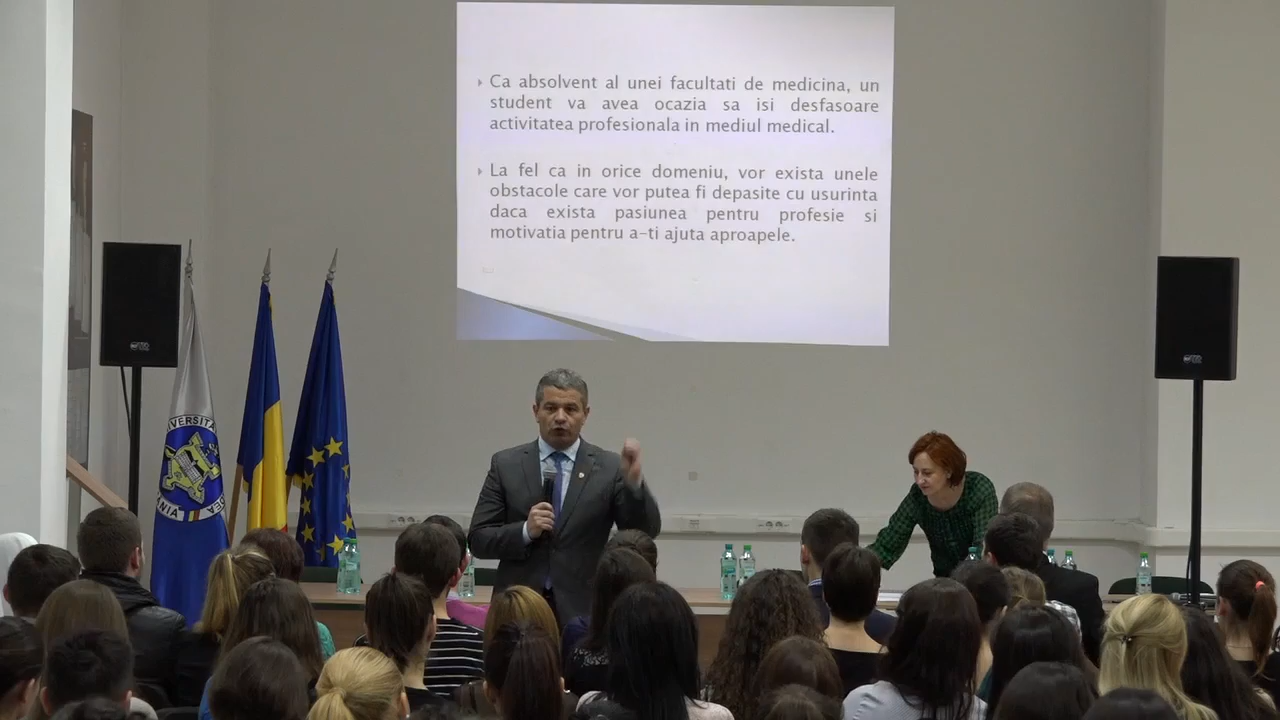 Ca absolvent al unei facultati de medicina, un
student va avea ocazia sa isi desfasoare
activitatea profesionala in mediul medical.
La fel ca in orice domeniu, vor exista unele
obstacole care vor putea fi depasite cu usurinta
daca exista pasiunea pentru profesie si
motivatia pentru a-ti ajuta aproapele.